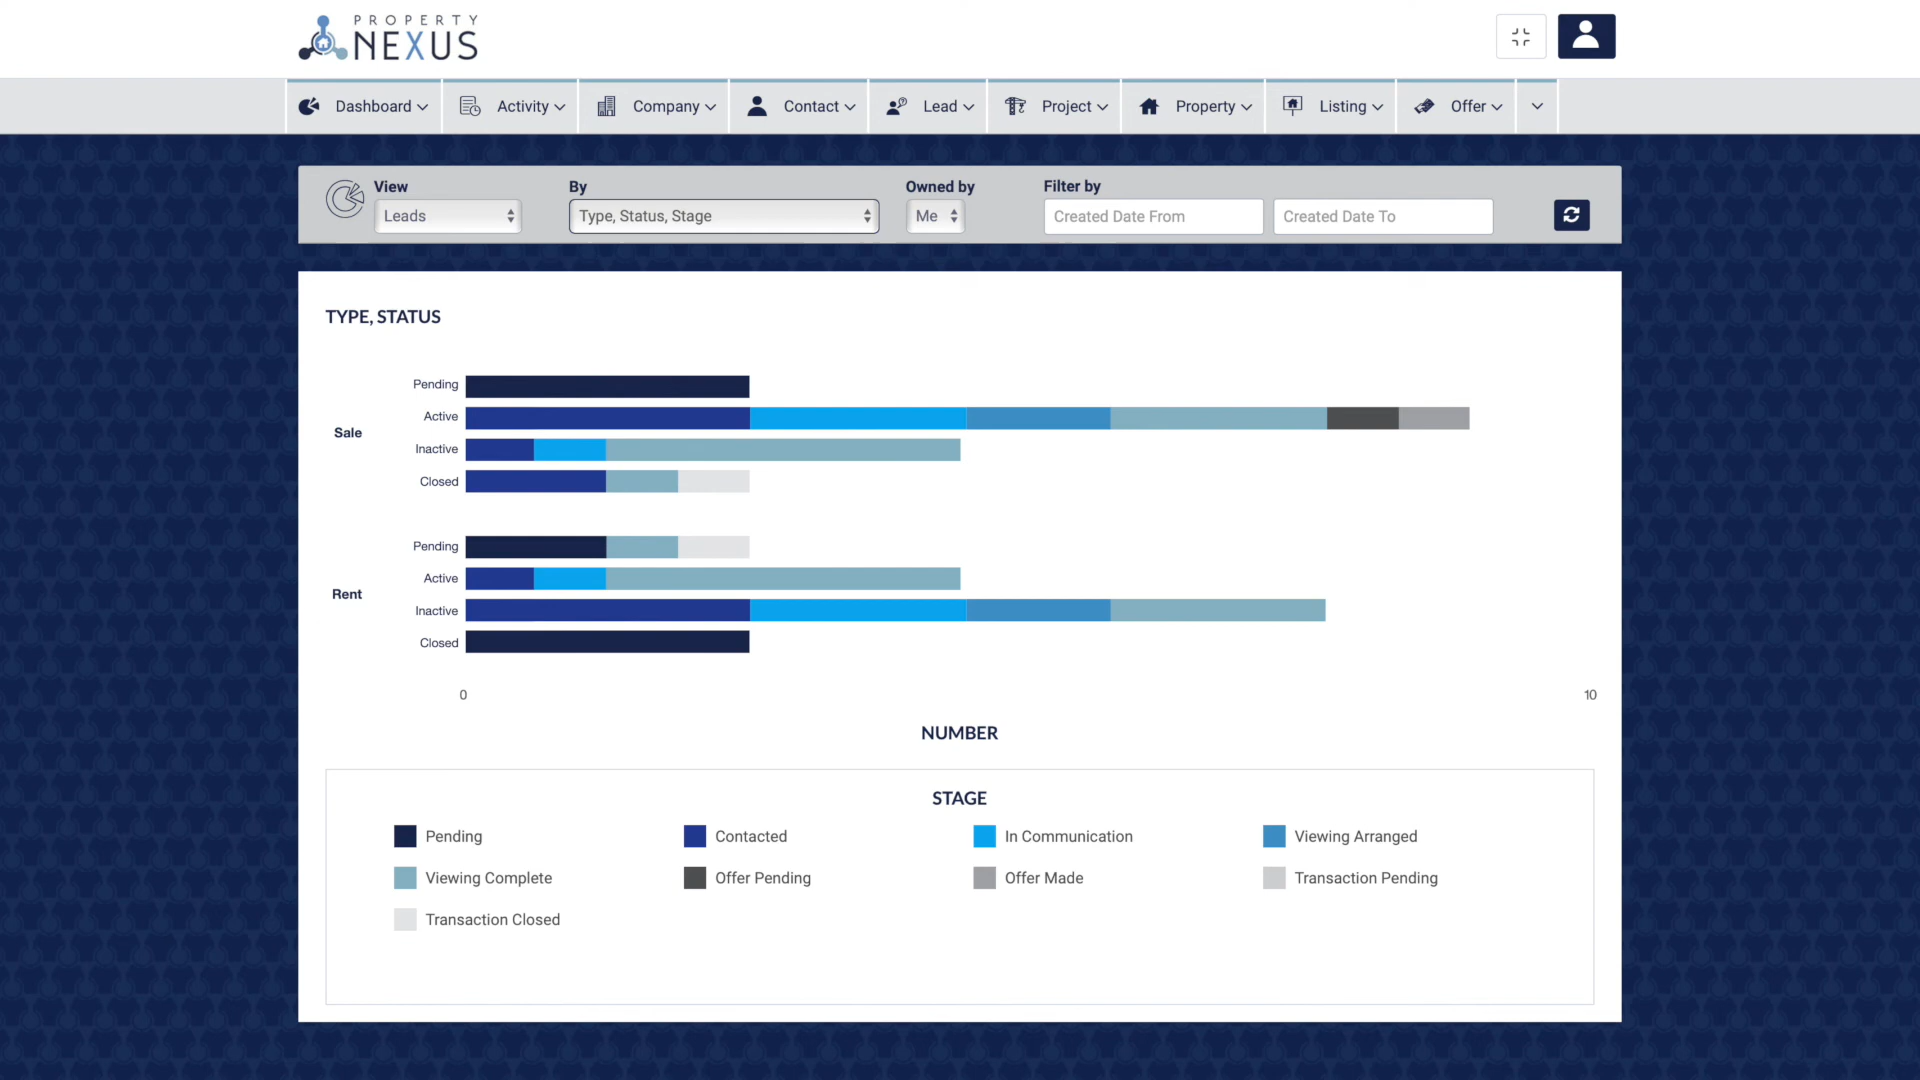 PROPERTY
NEXUS
Dashboard
Activity
Company
Contact
Lead
Project
Property
Listing
Offer
View
By
Owned by
Filter by
Leads
Type, Status, Stage
Me
Created Date From
Created Date To
TYPE, STATUS
Sale
Pending
Active
Inactive
Closed
Rent
Pending
Active
Inactive
Closed
0
10
NUMBER
STAGE
Pending
Contacted
In Communication
Viewing Arranged
Viewing Complete
Offer Pending
Offer Made
Transaction Pending
Transaction Closed